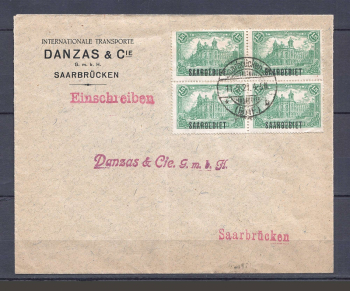 INTERNATIONALE TRANSPORTE
DANZAS & CIE
G. m. b. H.
SAARBRÜCKEN
Einschreiben
SAARGEBIET SAARGEBIET
SAARGEBIET SAARGEBIET
Danzas & Cie. G. m. b. H.
Saarbrücken